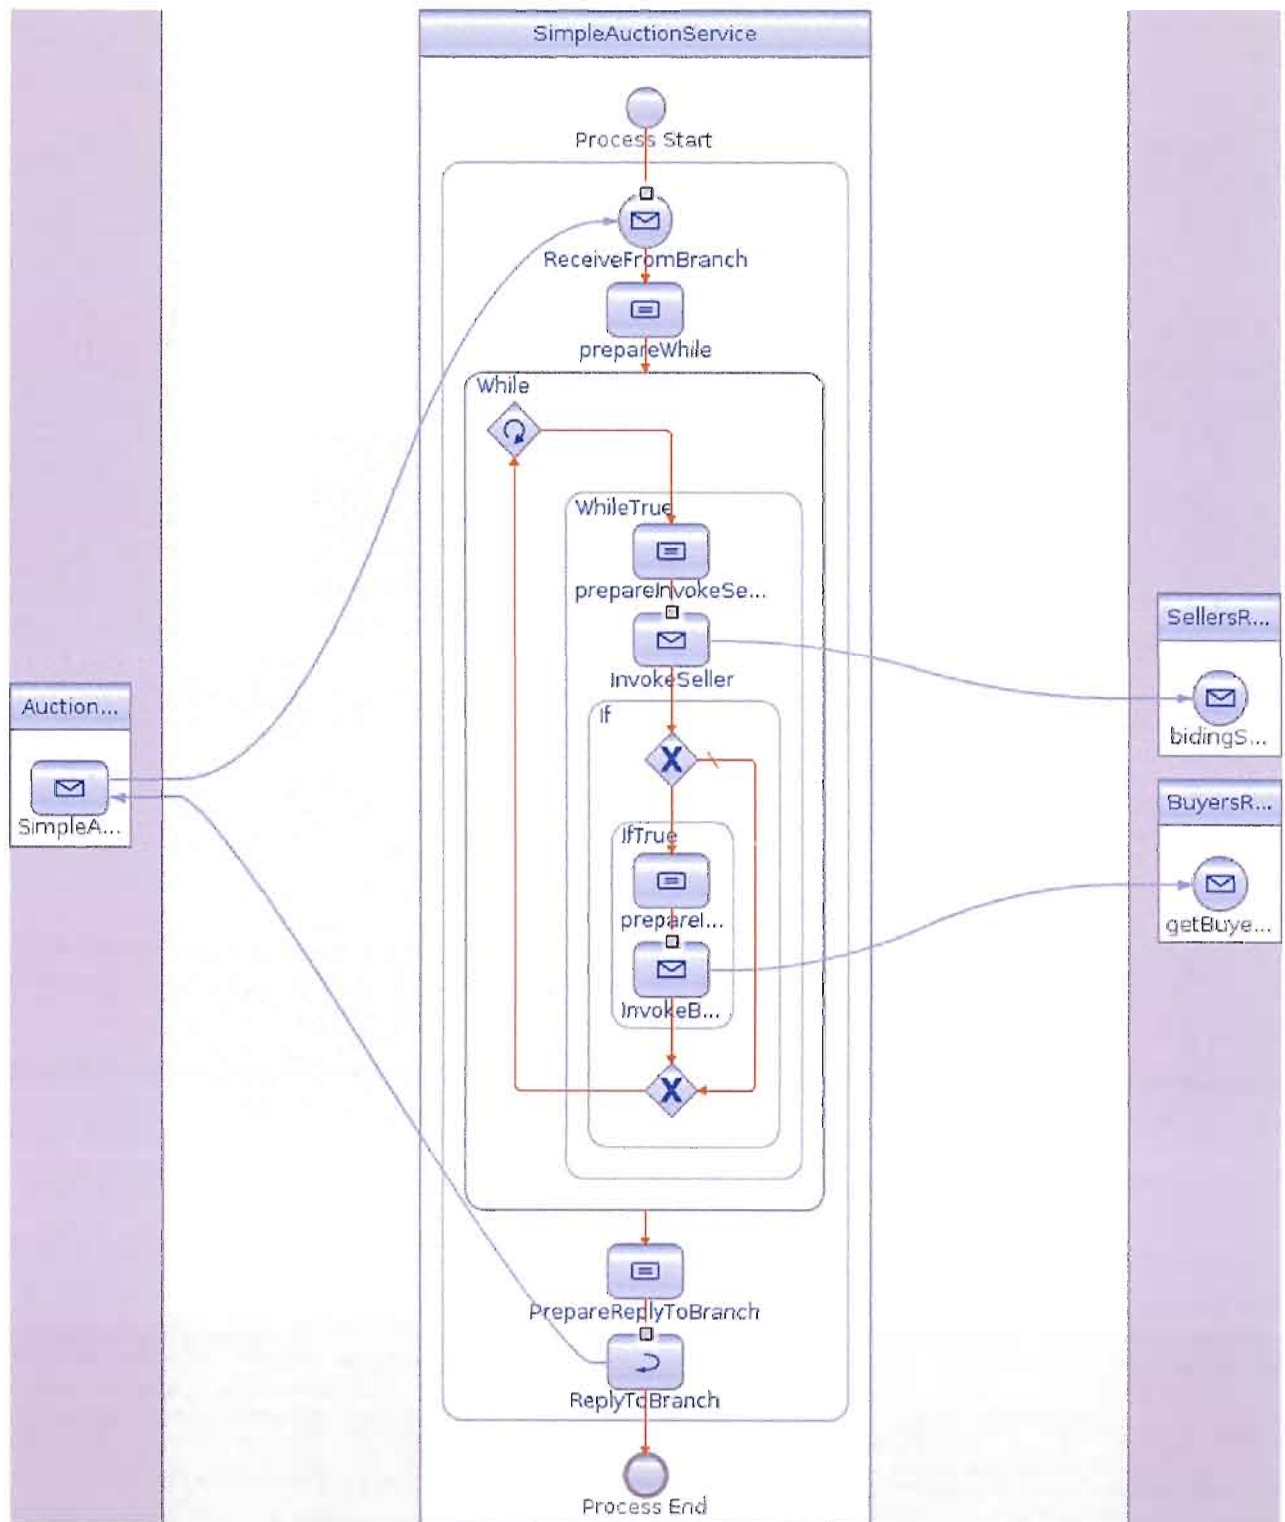 SimpleAuctionService
Process Start
ReceiveFromBranch
prepareWhile
While
WhileTrue
prepareInvokeSe...
InvokeSeller
If
IfTrue
prepareI...
InvokeB...
PrepareReplyToBranch
ReplyToBranch
Process End
Auction...
SimpleA...
SellersR...
bidingS...
BuyersR...
getBuye...